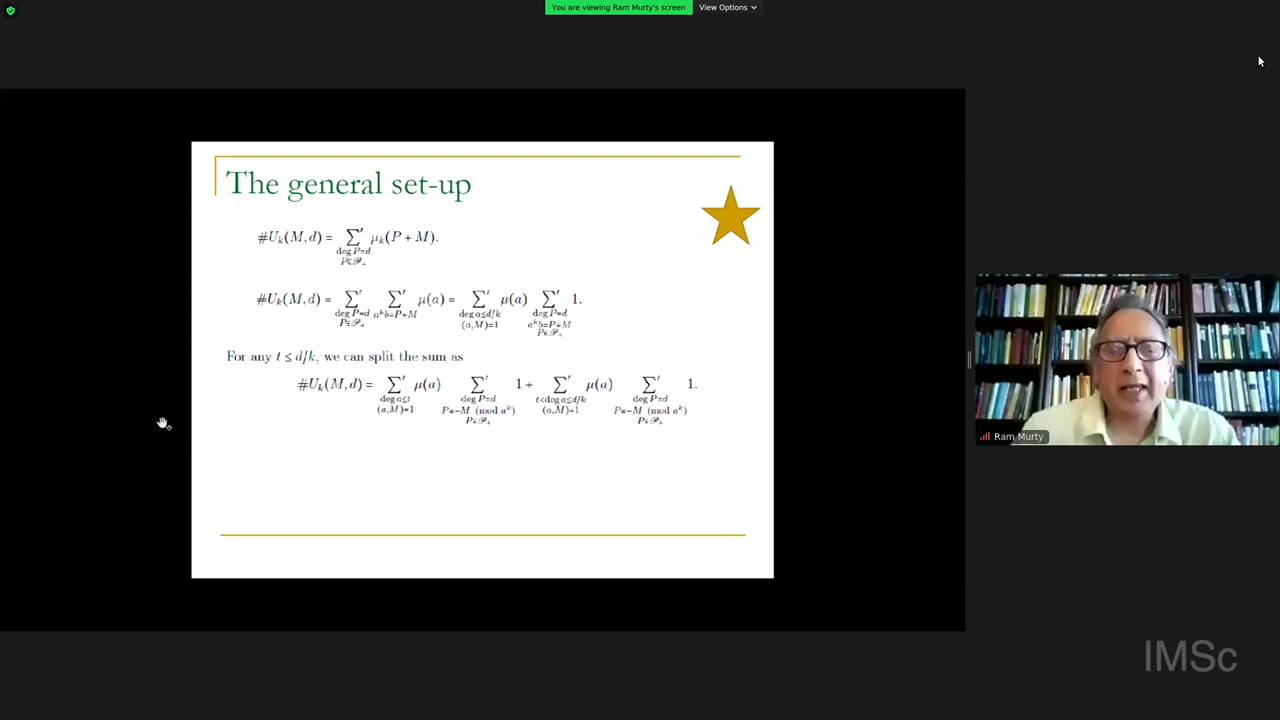 You are viewing Ram Murty's screen
View Options
The general set-up
#U_k(M, d) = ∑′_{deg P=d, P∈𝒫_+} μ_k(P + M).
#U_k(M, d) = ∑′_{deg P=d, P∈𝒫_+} ∑′_{a^k b=P+M} μ(a) = ∑′_{deg a≤d/k, (a,M)=1} μ(a) ∑′_{deg P=d, a^k b=P+M, P∈𝒫_+} 1.
For any t ≤ d/k, we can split the sum as
#U_k(M, d) = ∑′_{deg a≤t, (a,M)=1} μ(a) ∑′_{deg P=d, P≡−M (mod a^k), P∈𝒫_+} 1 + ∑′_{t<deg a≤d/k, (a,M)=1} μ(a) ∑′_{deg P=d, P≡−M (mod a^k), P∈𝒫_+} 1.
Ram Murty
IMSc